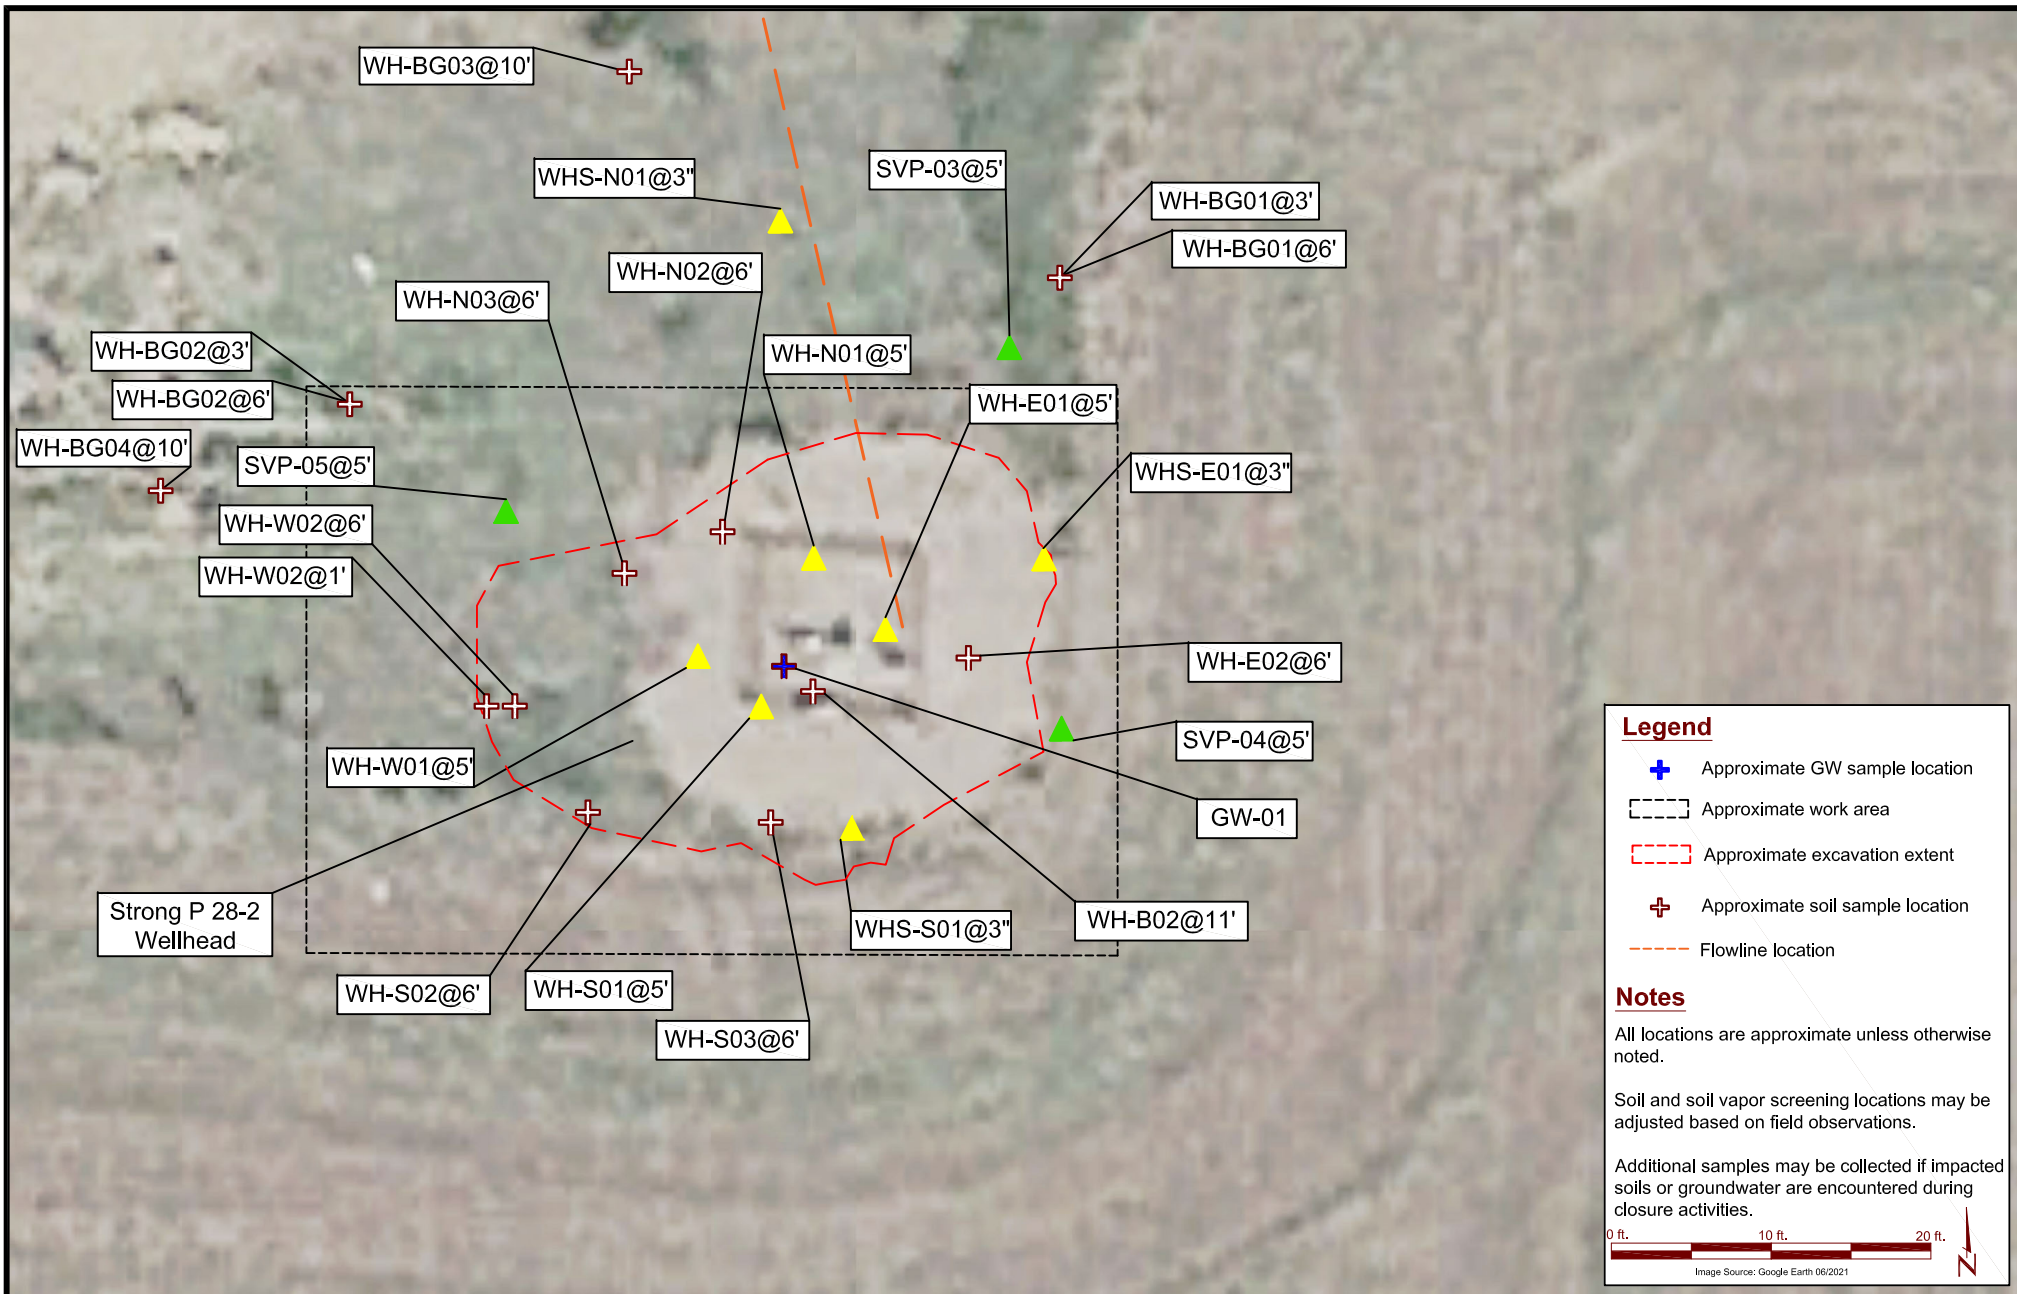 WH-BG03@10'
WHS-N01@3"
SVP-03@5'
WH-BG01@3'
WH-BG01@6'
WH-N02@6'
WH-N03@6'
WH-N01@5'
WH-BG02@3'
WH-BG02@6'
WH-E01@5'
WH-BG04@10'
SVP-05@5'
WHS-E01@3"
WH-W02@6'
WH-W02@1'
WH-E02@6'
SVP-04@5'
WH-W01@5'
GW-01
Strong P 28-2
Wellhead
WHS-S01@3"
WH-B02@11'
WH-S02@6'
WH-S01@5'
WH-S03@6'
Legend
Approximate GW sample location
Approximate work area
Approximate excavation extent
Approximate soil sample location
Flowline location
Notes
All locations are approximate unless otherwise
noted.
Soil and soil vapor screening locations may be
adjusted based on field observations.
Additional samples may be collected if impacted
soils or groundwater are encountered during
closure activities.
0 ft. 10 ft. 20 ft.
Image Source: Google Earth 06/2021
N